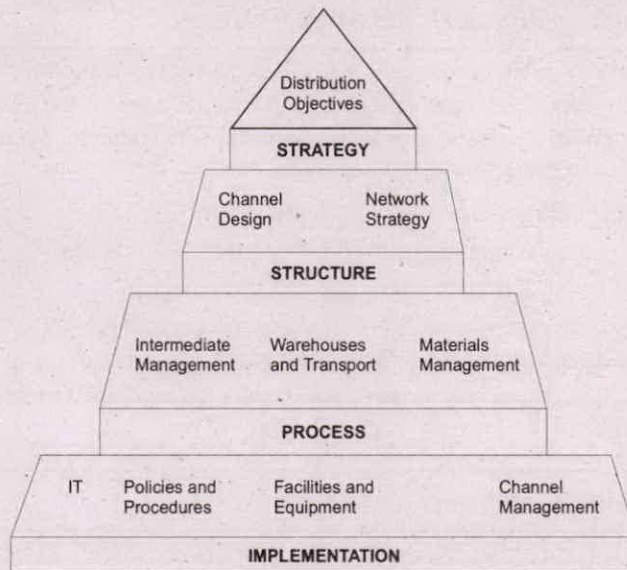 Distribution
Objectives
STRATEGY
Channel
Design
Network
Strategy
STRUCTURE
Intermediate
Management
Warehouses
and Transport
Materials
Management
PROCESS
IT
Policies and
Procedures
Facilities and
Equipment
Channel
Management
IMPLEMENTATION